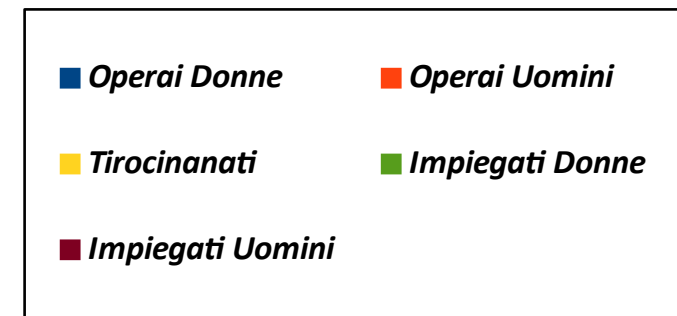 Operai Donne Operai Uomini
Tirocinanati Impiegati Donne
Impiegati Uomini